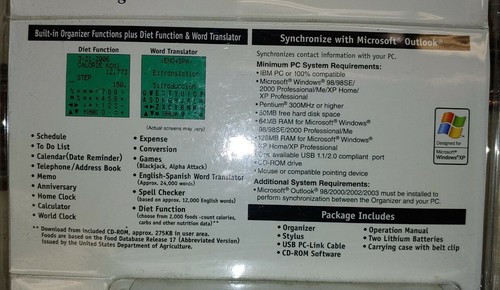 Built-in Organizer Functions plus Diet Function & Word Translator
Diet Function
Word Translator
CALORIE
STEP
150.
(Actual screens may vary)
• Schedule
• To Do List
• Calendar(Date Reminder)
• Telephone/Address Book
• Memo
• Anniversary
• Home Clock
• Calculator
• World Clock
• Expense
• Conversion
• Games
(Blackjack, Alpha Attack)
• English-Spanish Word Translator
(Approx. 24,000 words)
• Spell Checker
(based on approx. 12,000 English words)
• Diet Function
(choose from 2,000 foods -count calories,
carbs and other nutrition data)**
** Download from included CD-ROM, approx. 275KB in user area.
Foods are based on the Food Database Release 17 (Abbreviated Version)
issued by the United States Department of Agriculture.
Synchronize with Microsoft® Outlook®
Synchronizes contact information with your PC.
Minimum PC System Requirements:
• IBM PC or 100% compatible
• Microsoft® Windows® 98/98SE/
2000 Professional/Me/XP Home/
XP Professional
• Pentium® 300MHz or higher
• 50MB free hard disk space
• 64MB RAM for Microsoft® Windows®
98/98SE/2000 Professional/Me
• 128MB RAM for Microsoft® Windows®
XP Home/XP Professional
• One available USB 1.1/2.0 compliant port
• CD-ROM drive
• Mouse or compatible pointing device
Additional System Requirements:
• Microsoft® Outlook® 98/2000/2002/2003 must be installed to
perform synchronization between the Organizer and your PC.
Designed for
Microsoft®
Windows®XP
Package Includes
• Organizer
• Stylus
• USB PC-Link Cable
• CD-ROM Software
• Operation Manual
• Two Lithium Batteries
• Carrying case with belt clip